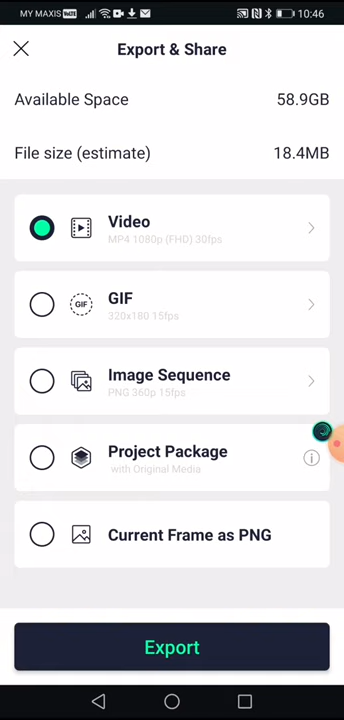 MY MAXIS VoLTE 10:46
Export & Share
Available Space 58.9GB
File size (estimate) 18.4MB
Video
MP4 1080p (FHD) 30fps
GIF
GIF
320x180 15fps
Image Sequence
PNG 360p 15fps
Project Package
with Original Media
Current Frame as PNG
Export